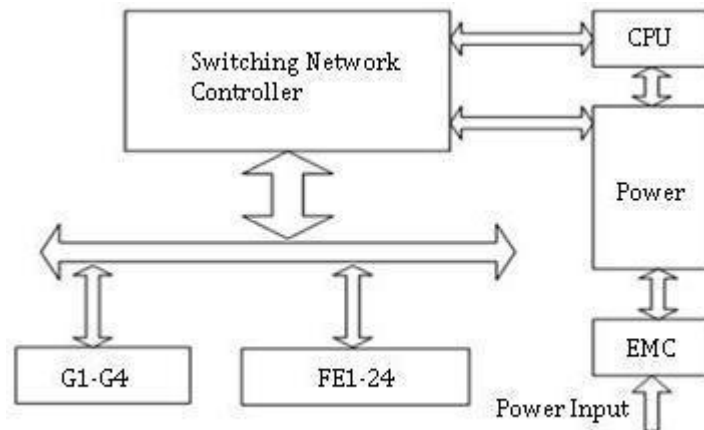 Switching Network
Controller
CPU
Power
G1-G4
FE1-24
EMC
Power Input